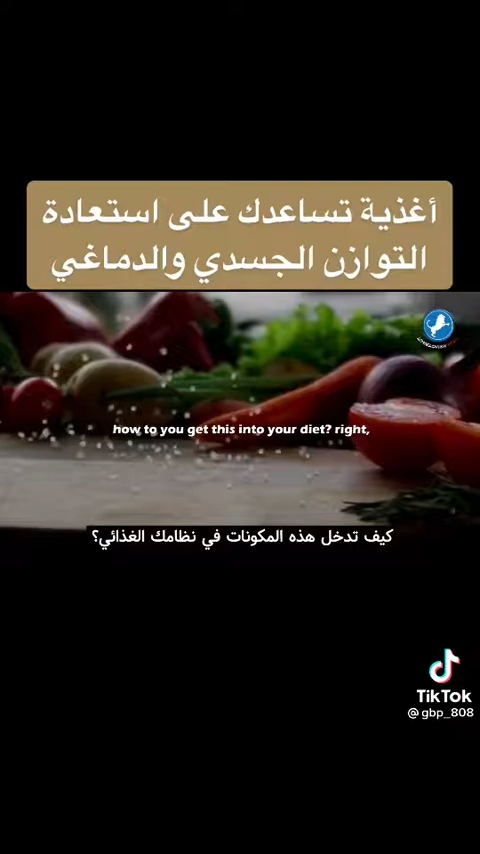 أغذية تساعدك على استعادة
التوازن الجسدي والدماغي
how to you get this into your diet? right,
كيف تدخل هذه المكونات في نظامك الغذائي؟
TikTok
@gbp_808